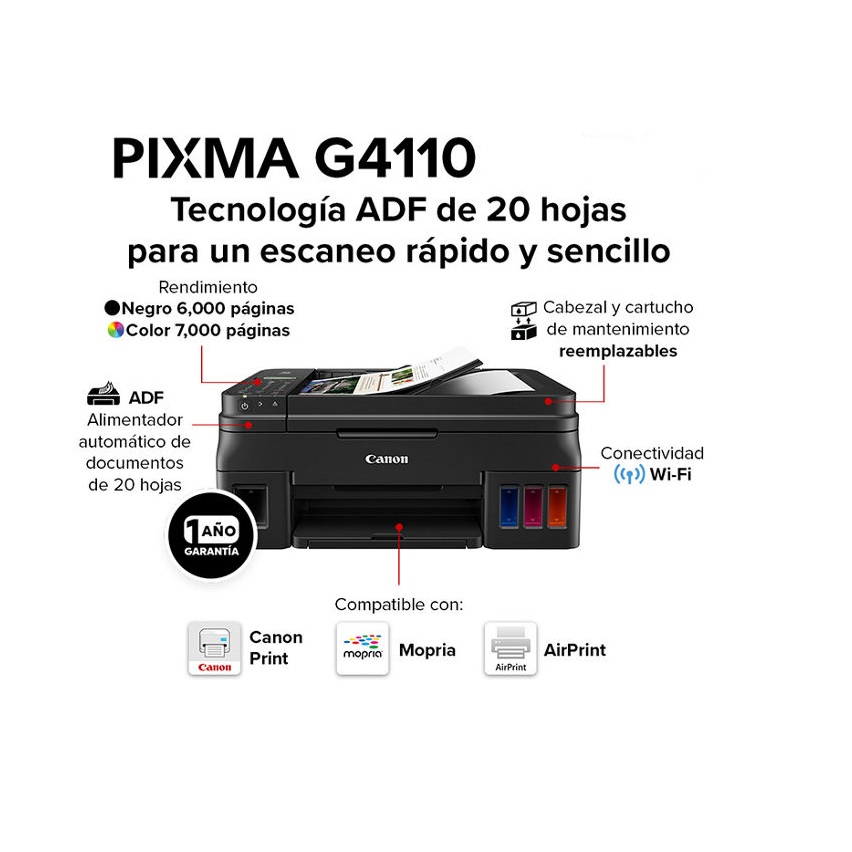 PIXMA G4110
Tecnología ADF de 20 hojas
para un escaneo rápido y sencillo
Rendimiento
Negro 6,000 páginas
Color 7,000 páginas
Cabezal y cartucho
de mantenimiento
reemplazables
ADF
Alimentador
automático de
documentos
de 20 hojas
Canon
Conectividad
Wi-Fi
1 AÑO
GARANTÍA
Compatible con:
Canon
Canon
Print
mopria
Mopria
AirPrint
AirPrint